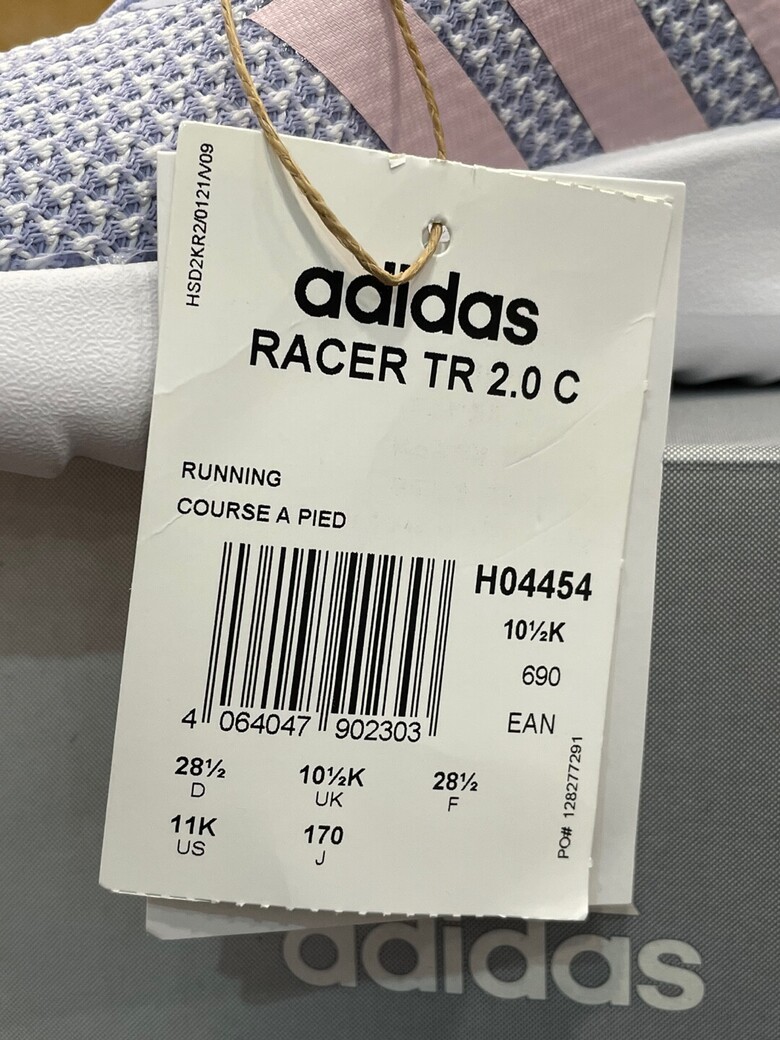 HSD2KR2/0121/V09
adidas
RACER TR 2.0 C
RUNNING
COURSE A PIED
H04454
10½K
690
EAN
4 064047 902303
28½ 10½K 28½
D UK F
11K 170
US J
PO# 128277291
adidas